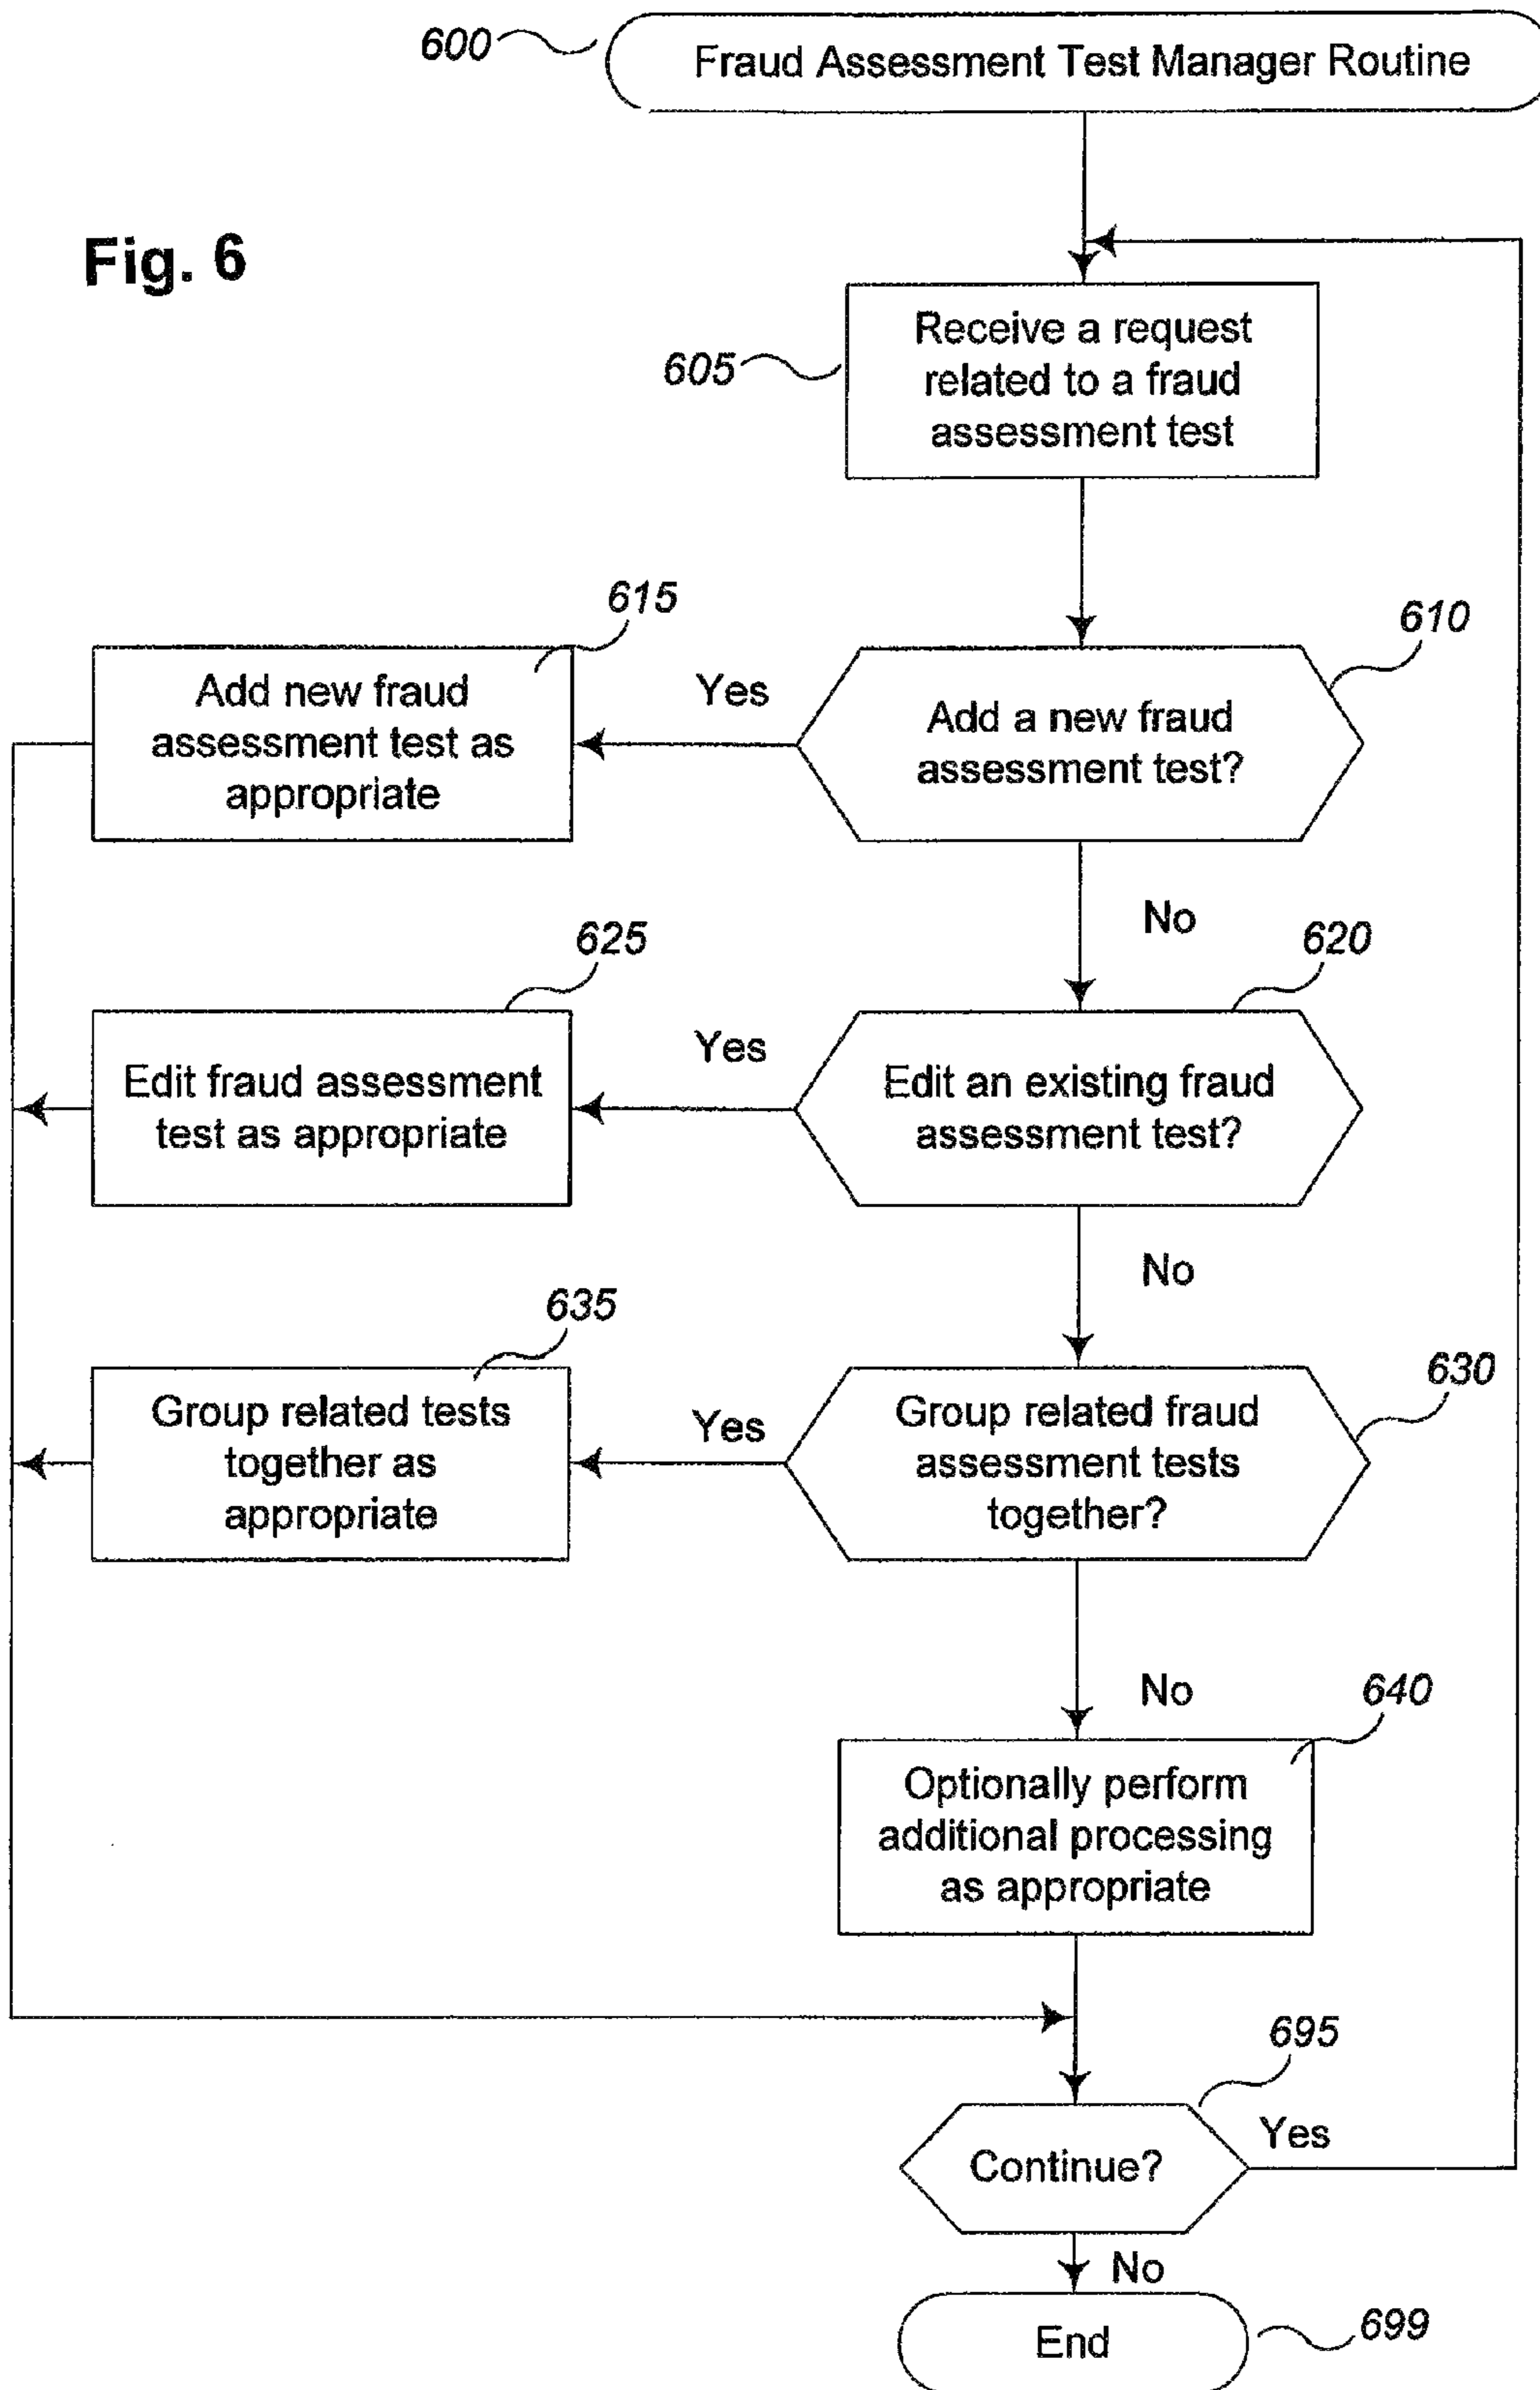 600
Fraud Assessment Test Manager Routine
Fig. 6
605
Receive a request
related to a fraud
assessment test
615
610
Add new fraud
assessment test as
appropriate
Yes
Add a new fraud
assessment test?
No
625
620
Edit fraud assessment
test as appropriate
Yes
Edit an existing fraud
assessment test?
No
635
630
Group related tests
together as
appropriate
Yes
Group related fraud
assessment tests
together?
No
640
Optionally perform
additional processing
as appropriate
695
Continue?
Yes
No
End
699